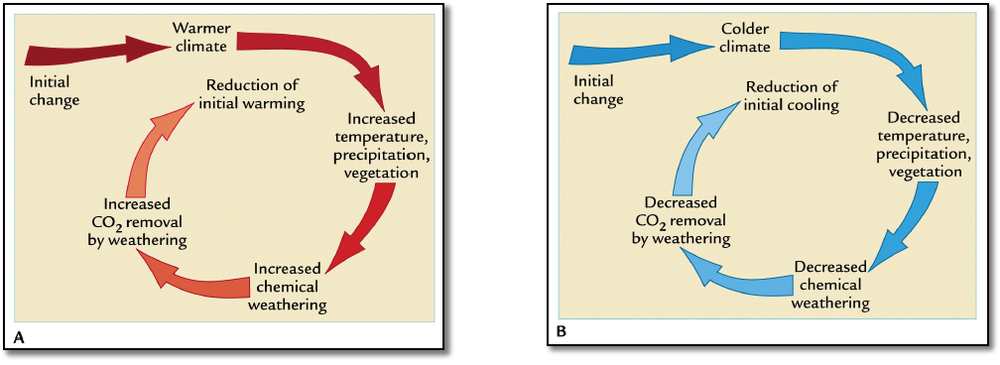 Warmer
climate
Initial
change
Reduction of
initial warming
Increased
temperature,
precipitation,
vegetation
Increased
CO2 removal
by weathering
Increased
chemical
weathering
A
Colder
climate
Initial
change
Reduction of
initial cooling
Decreased
temperature,
precipitation,
vegetation
Decreased
CO2 removal
by weathering
Decreased
chemical
weathering
B